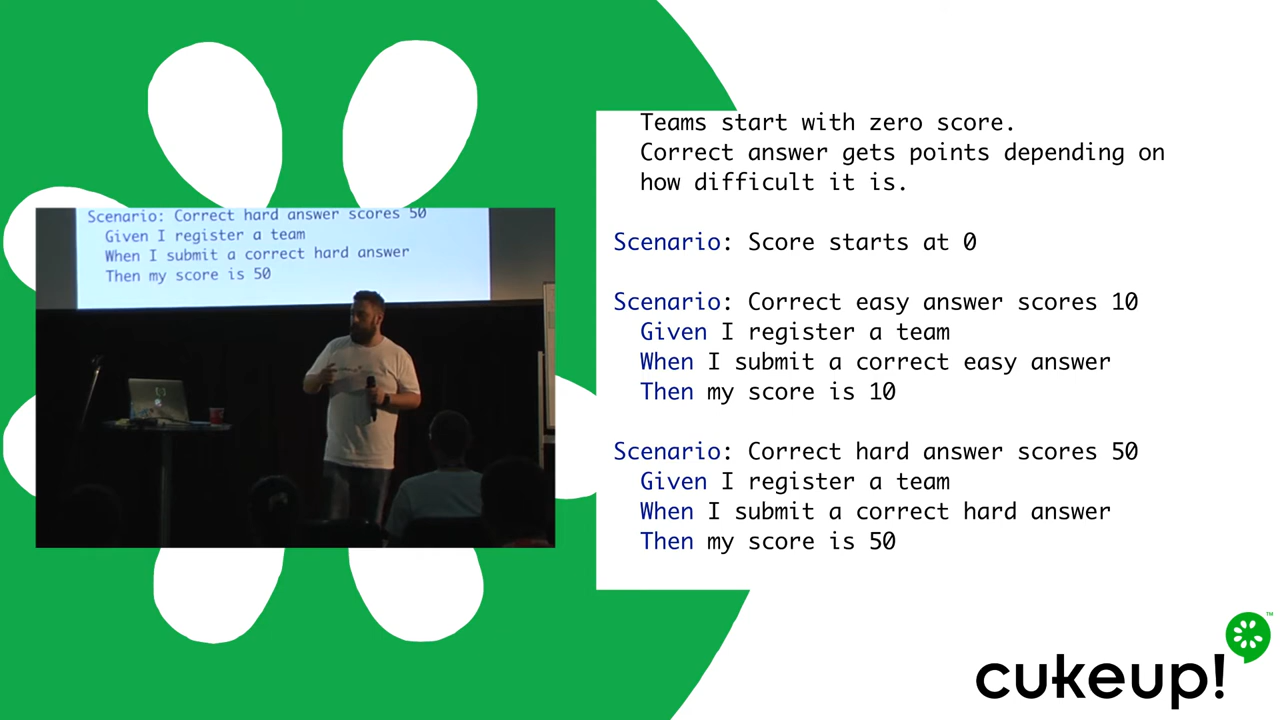 Teams start with zero score.
Correct answer gets points depending on
how difficult it is.
Scenario: Score starts at 0
Scenario: Correct easy answer scores 10
Given I register a team
When I submit a correct easy answer
Then my score is 10
Scenario: Correct hard answer scores 50
Given I register a team
When I submit a correct hard answer
Then my score is 50
Scenario: Correct hard answer scores 50
Given I register a team
When I submit a correct hard answer
Then my score is 50
cukeup!
TM